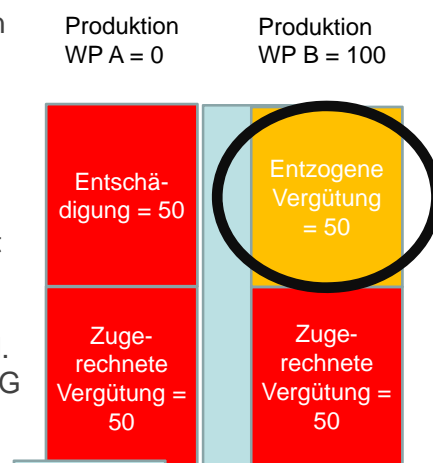 n
Produktion
WP A = 0
Produktion
WP B = 100
Entschä-
digung = 50
Entzogene
Vergütung
= 50
Zuge-
rechnete
Vergütung =
50
Zuge-
rechnete
Vergütung =
50
.
G